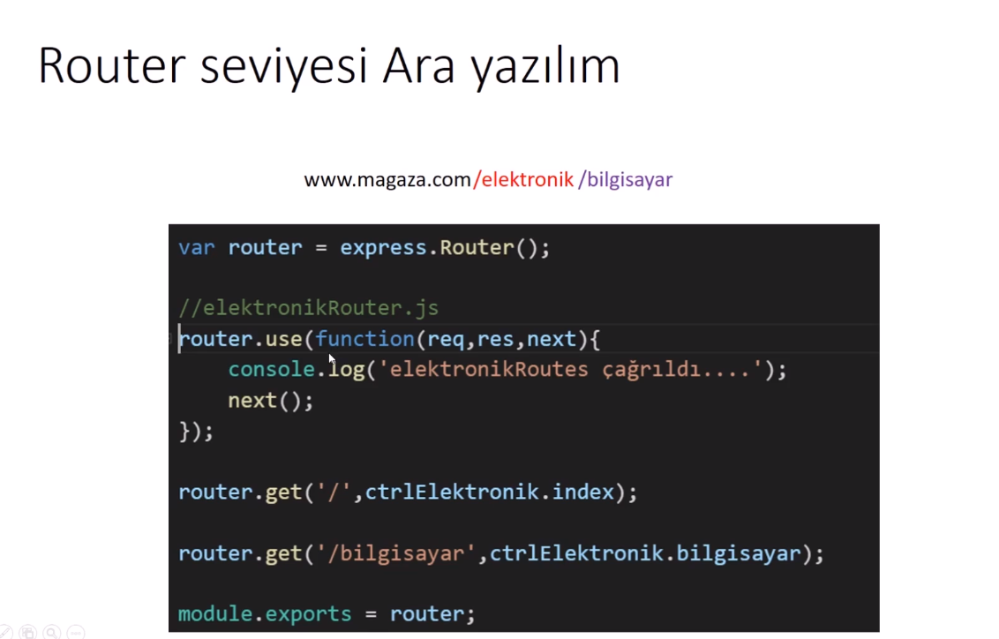 Router seviyesi Ara yazılım
www.magaza.com/elektronik /bilgisayar
var router = express.Router();
//elektronikRouter.js
router.use(function(req,res,next){
    console.log('elektronikRoutes çağrıldı....');
    next();
});
router.get('/',ctrlElektronik.index);
router.get('/bilgisayar',ctrlElektronik.bilgisayar);
module.exports = router;